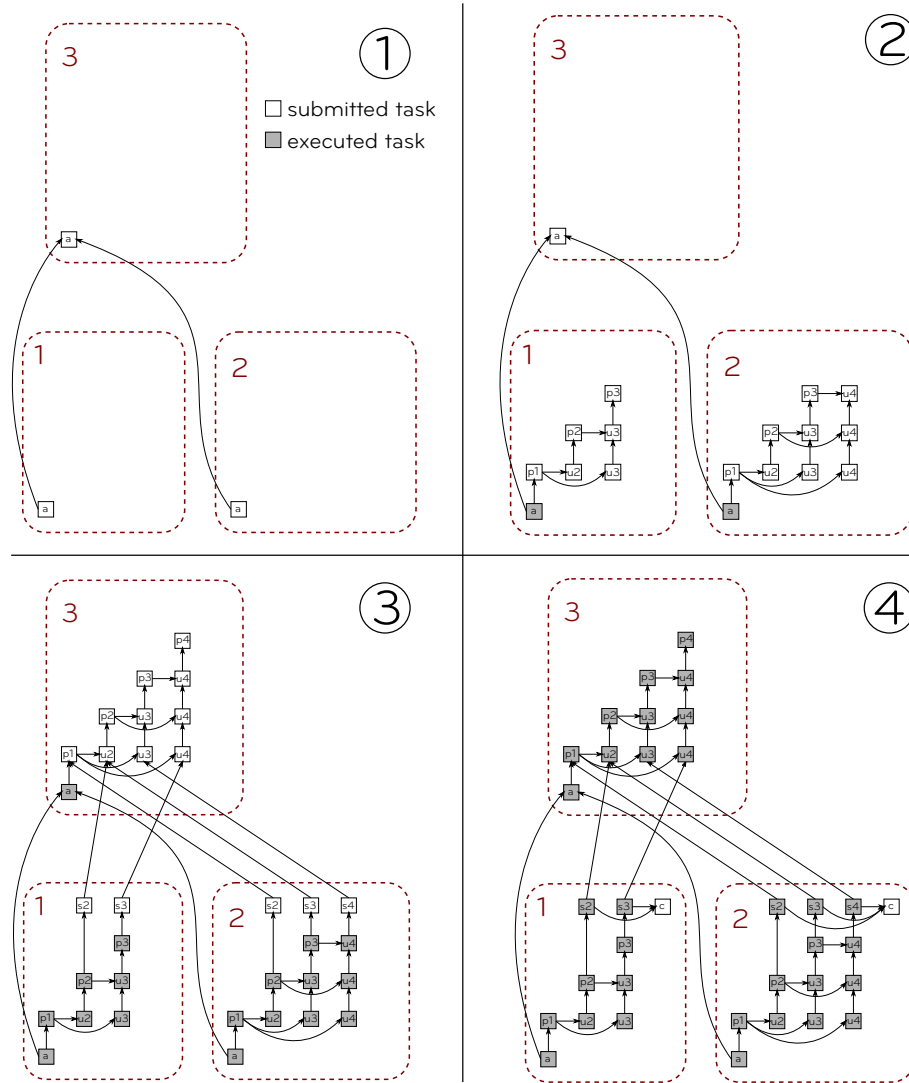 3
①
submitted task
executed task
a
1
2
a
a
3
②
a
1
2
p3
p3 u4
p2 u3
p2 u3 u4
p1 u2 u3
p1 u2 u3 u4
a
a
3
③
p4
p3 u4
p2 u3 u4
p1 u2 u3 u4
a
1
2
s2 s3
s2 s3 s4
p3
p3 u4
p2 u3
p2 u3 u4
p1 u2 u3
p1 u2 u3 u4
a
a
3
④
p4
p3 u4
p2 u3 u4
p1 u2 u3 u4
a
1
2
s2 s3 c
s2 s3 s4 c
p3
p3 u4
p2 u3
p2 u3 u4
p1 u2 u3
p1 u2 u3 u4
a
a